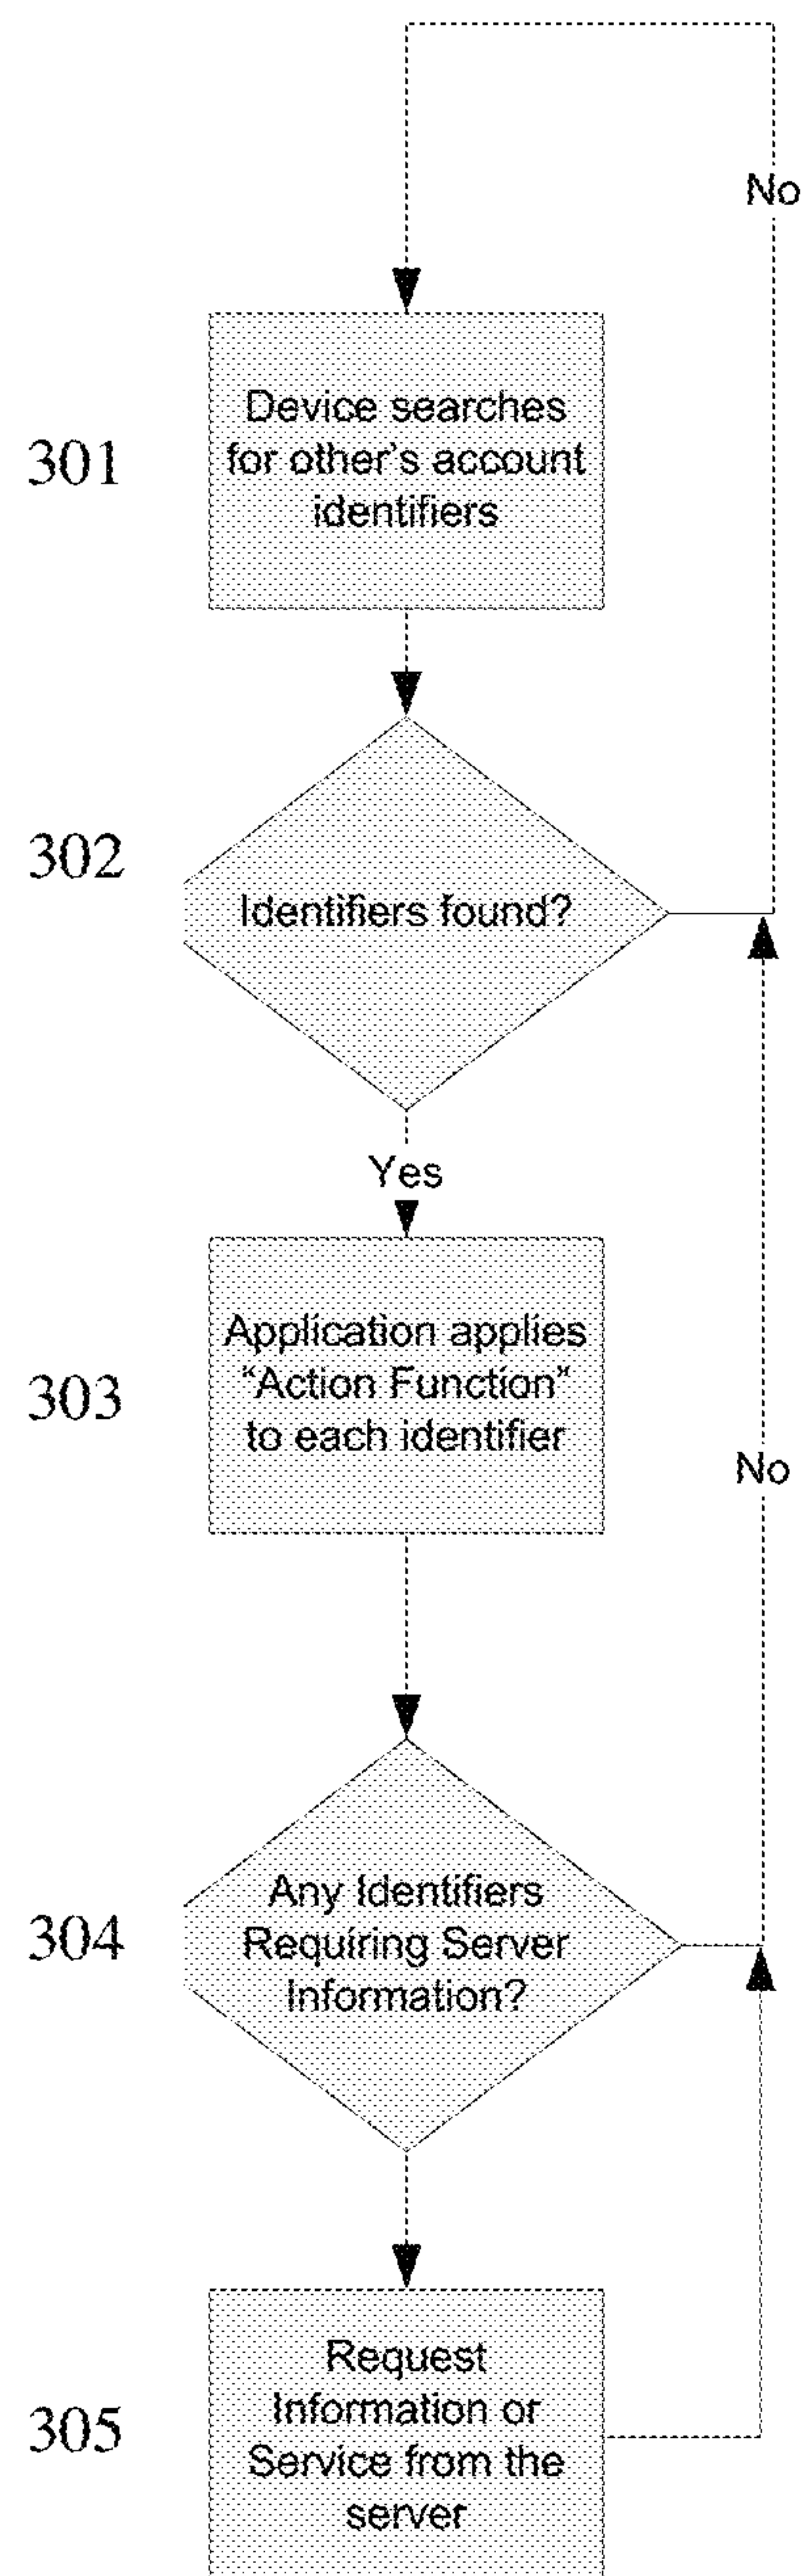 No
301
Device searches
for other's account
identifiers
302
Identifiers found?
Yes
303
Application applies
“Action Function”
to each identifier
No
304
Any Identifiers
Requiring Server
Information?
305
Request
Information or
Service from the
server